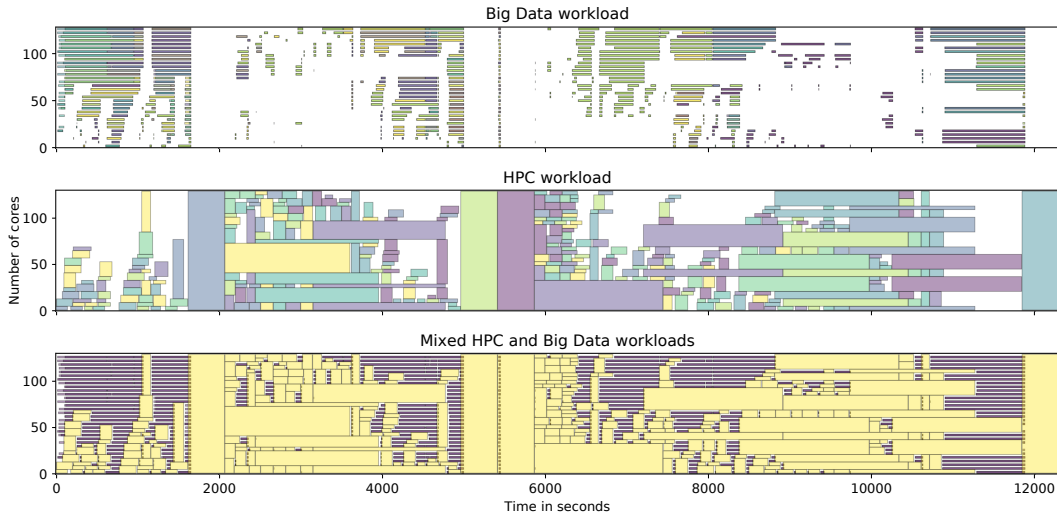 Big Data workload
100
50
0
HPC workload
100
50
0
Number of cores
Mixed HPC and Big Data workloads
100
50
0
0 2000 4000 6000 8000 10000 12000
Time in seconds